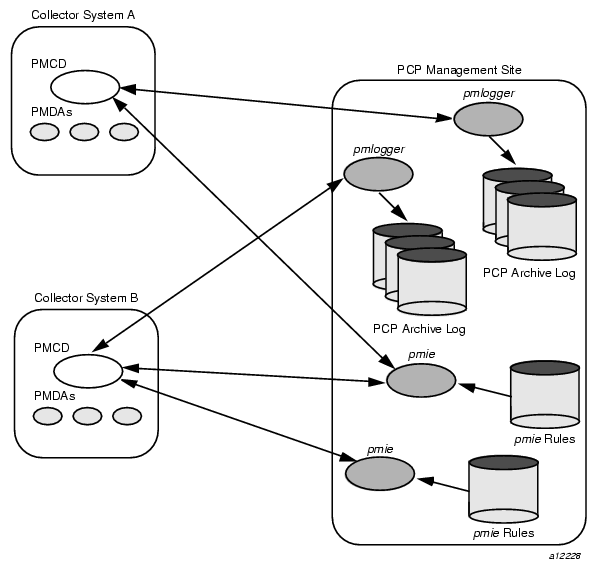 Collector System A
PMCD
PMDAs
PCP Management Site
pmlogger
pmlogger
PCP Archive Log
PCP Archive Log
Collector System B
PMCD
PMDAs
pmie
pmie Rules
pmie
pmie Rules
a12228